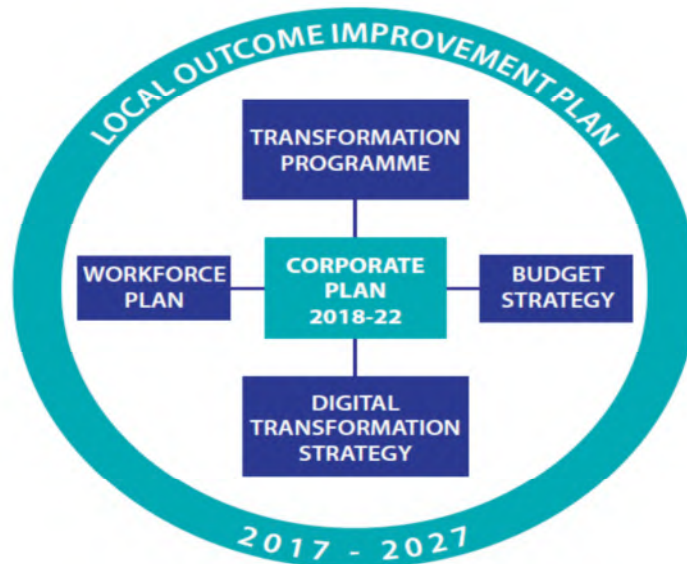 LOCAL OUTCOME IMPROVEMENT PLAN
TRANSFORMATION
PROGRAMME
WORKFORCE
PLAN
CORPORATE
PLAN
2018-22
BUDGET
STRATEGY
DIGITAL
TRANSFORMATION
STRATEGY
2017 - 2027